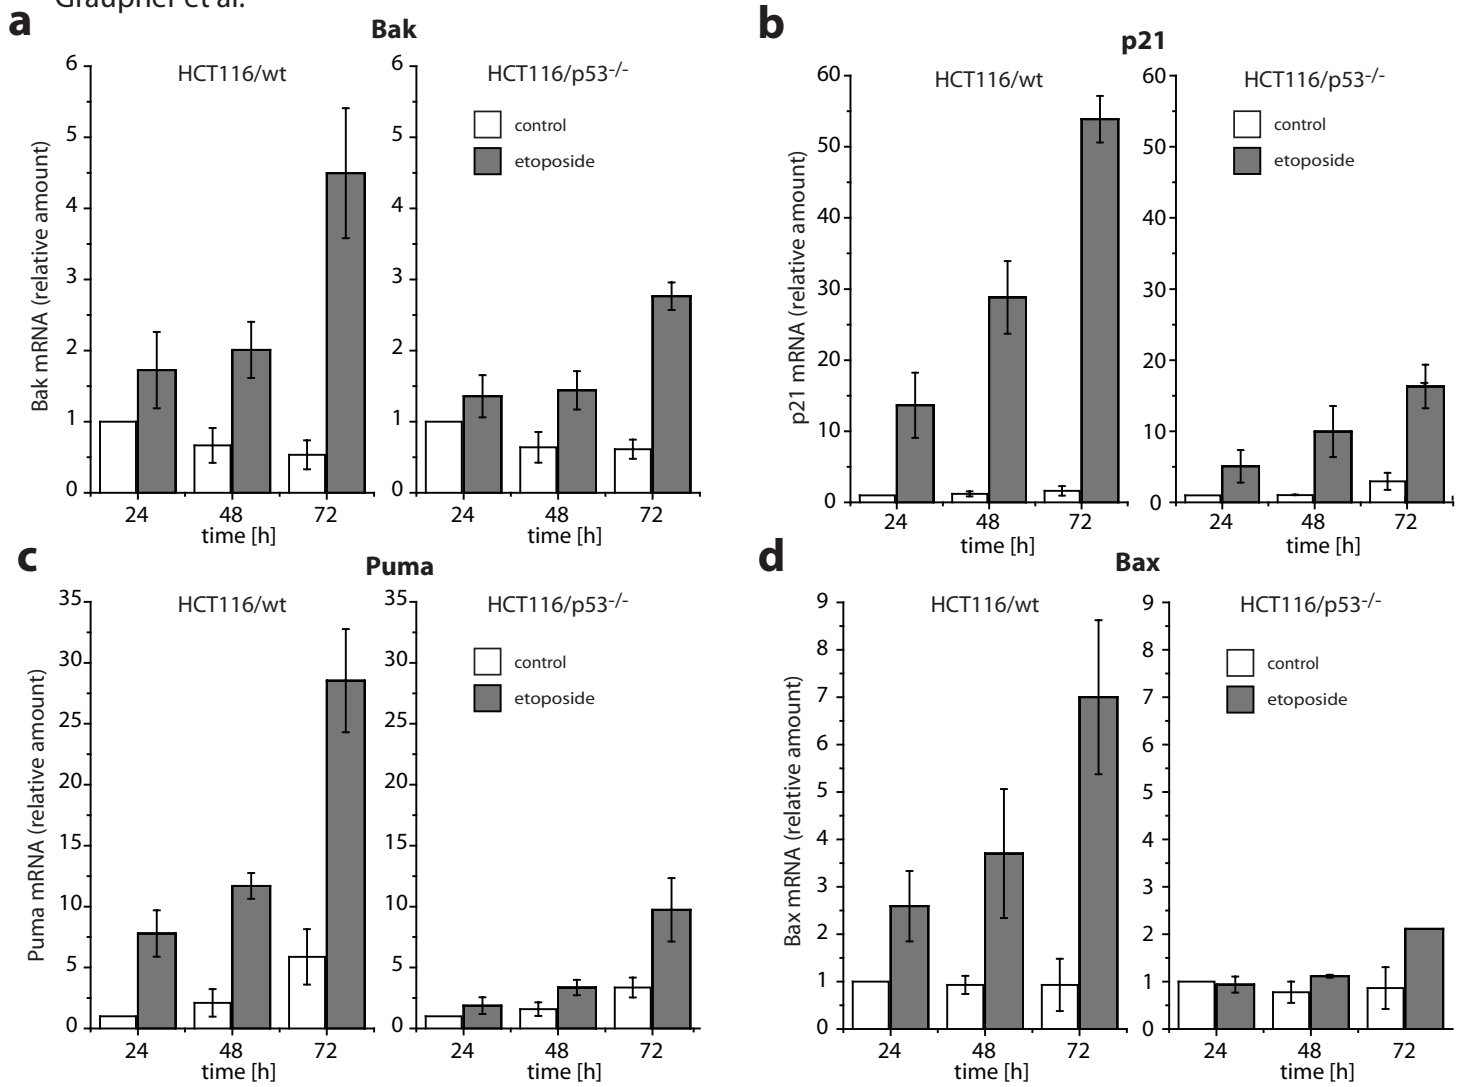 Graupner et al.
a
Bak
HCT116/wt
HCT116/p53-/-
control
etoposide
Bak mRNA (relative amount)
6
5
4
3
2
1
0
6
5
4
3
2
1
0
24 48 72
time [h]
24 48 72
time [h]
b
p21
HCT116/wt
HCT116/p53-/-
control
etoposide
p21 mRNA (relative amount)
60
50
40
30
20
10
0
60
50
40
30
20
10
0
24 48 72
time [h]
24 48 72
time [h]
c
Puma
HCT116/wt
HCT116/p53-/-
control
etoposide
Puma mRNA (relative amount)
35
30
25
20
15
10
5
0
35
30
25
20
15
10
5
0
24 48 72
time [h]
24 48 72
time [h]
d
Bax
HCT116/wt
HCT116/p53-/-
control
etoposide
Bax mRNA (relative amount)
9
8
7
6
5
4
3
2
1
0
9
8
7
6
5
4
3
2
1
0
24 48 72
time [h]
24 48 72
time [h]